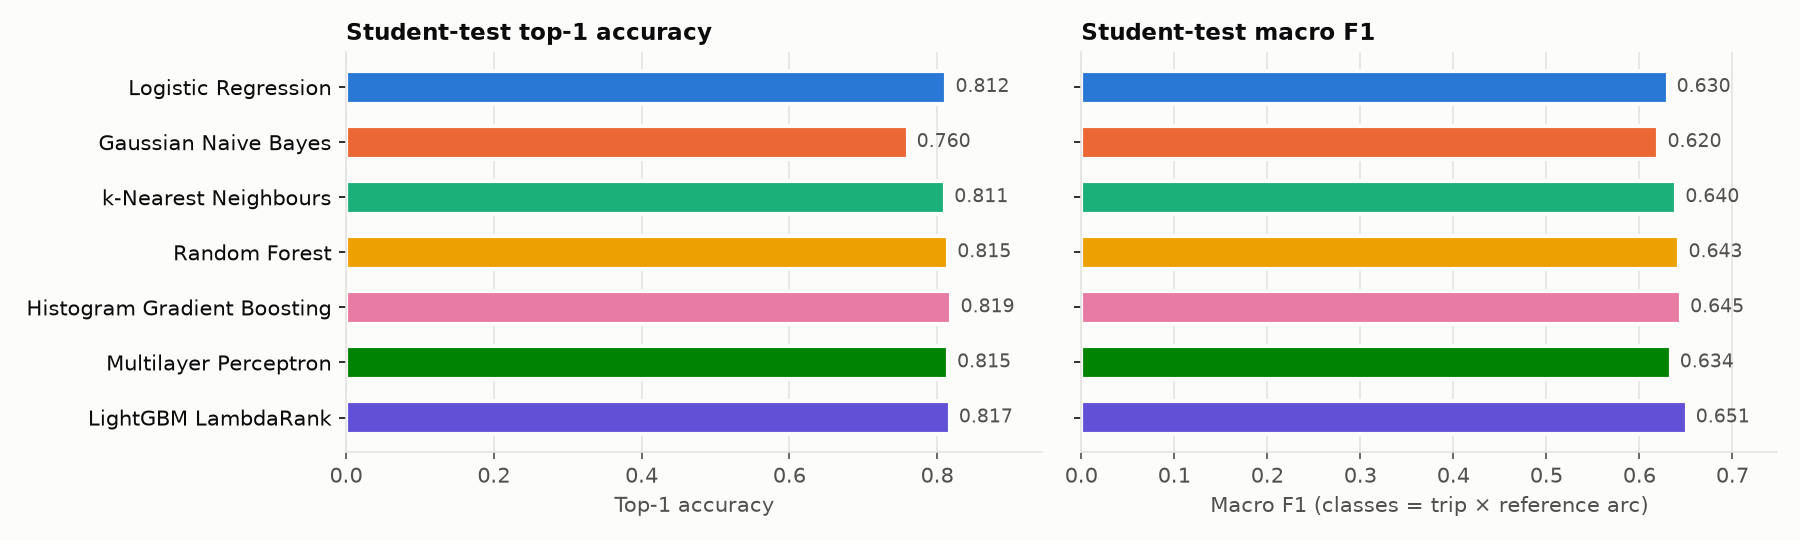 Student-test top-1 accuracy
Logistic Regression 0.812
Gaussian Naive Bayes 0.760
k-Nearest Neighbours 0.811
Random Forest 0.815
Histogram Gradient Boosting 0.819
Multilayer Perceptron 0.815
LightGBM LambdaRank 0.817
0.0 0.2 0.4 0.6 0.8
Top-1 accuracy
Student-test macro F1
0.630
0.620
0.640
0.643
0.645
0.634
0.651
0.0 0.1 0.2 0.3 0.4 0.5 0.6 0.7
Macro F1 (classes = trip × reference arc)